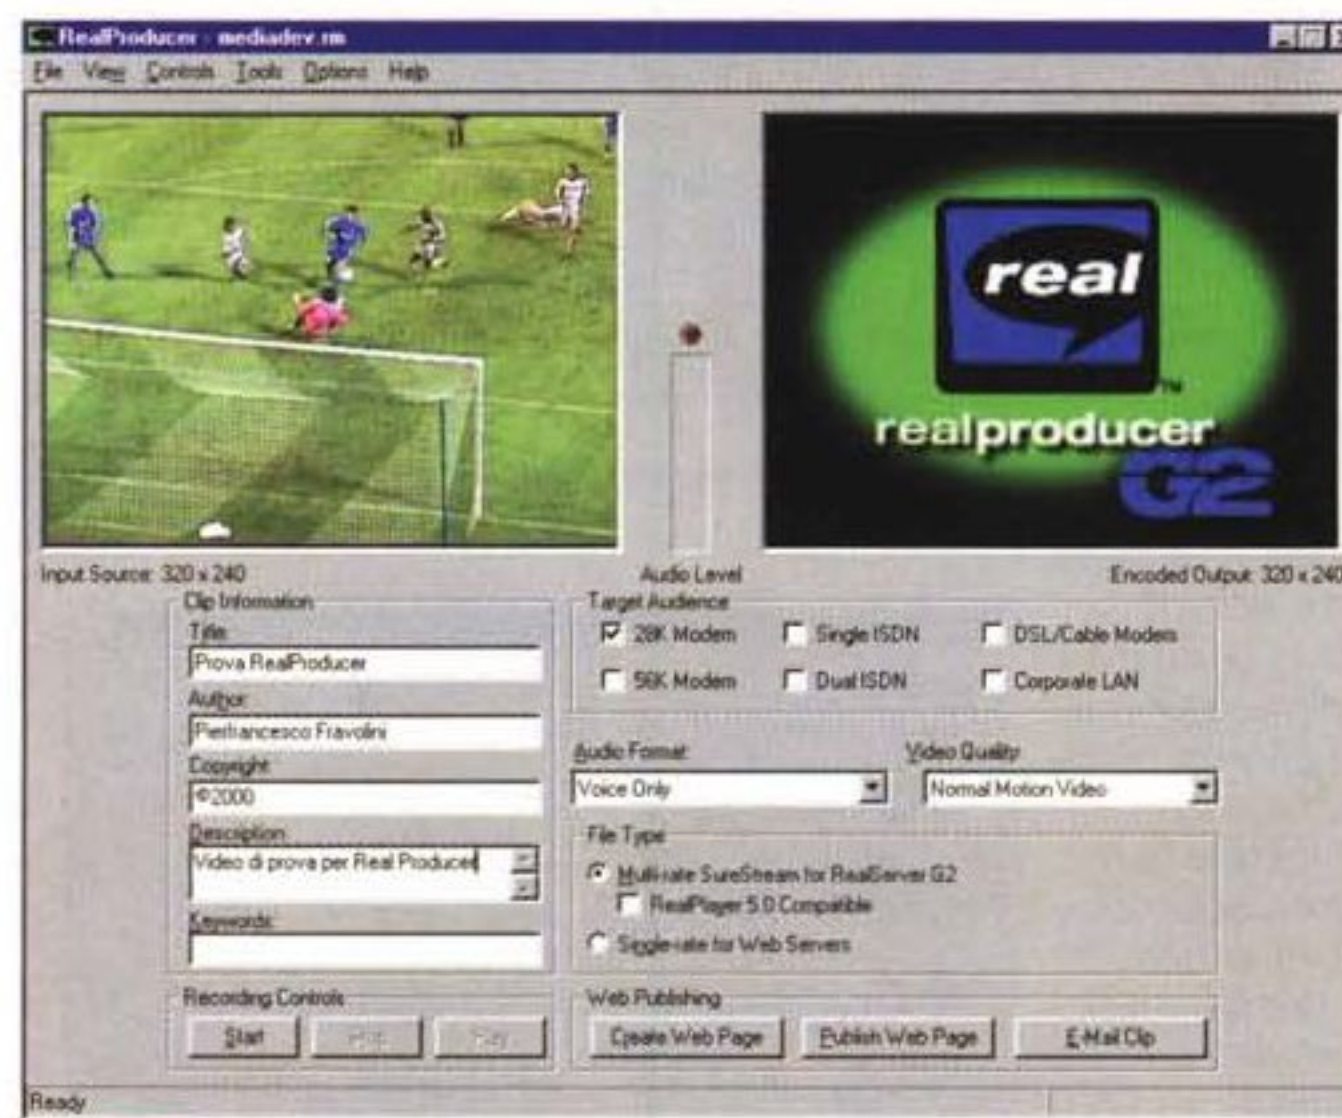 RealProducer - mediadev.rm
File View Controls Tools Options Help
real
TM
realproducer
G2
Input Source: 320 x 240
Audio Level
Encoded Output: 320 x 240
Clip Information
Title:
Prova RealProducer
Author:
Pierfrancesco Fravolini
Copyright:
©2000
Description:
Video di prova per Real Producer
Keywords:
Target Audience
28K Modem Single ISDN DSL/Cable Modem
56K Modem Dual ISDN Corporate LAN
Audio Format: Video Quality:
Voice Only Normal Motion Video
File Type
Multi-rate SureStream for RealServer G2
RealPlayer 5.0 Compatible
Single-rate for Web Servers
Recording Controls
Start Stop Play
Web Publishing
Create Web Page Publish Web Page E-Mail Clip
Ready